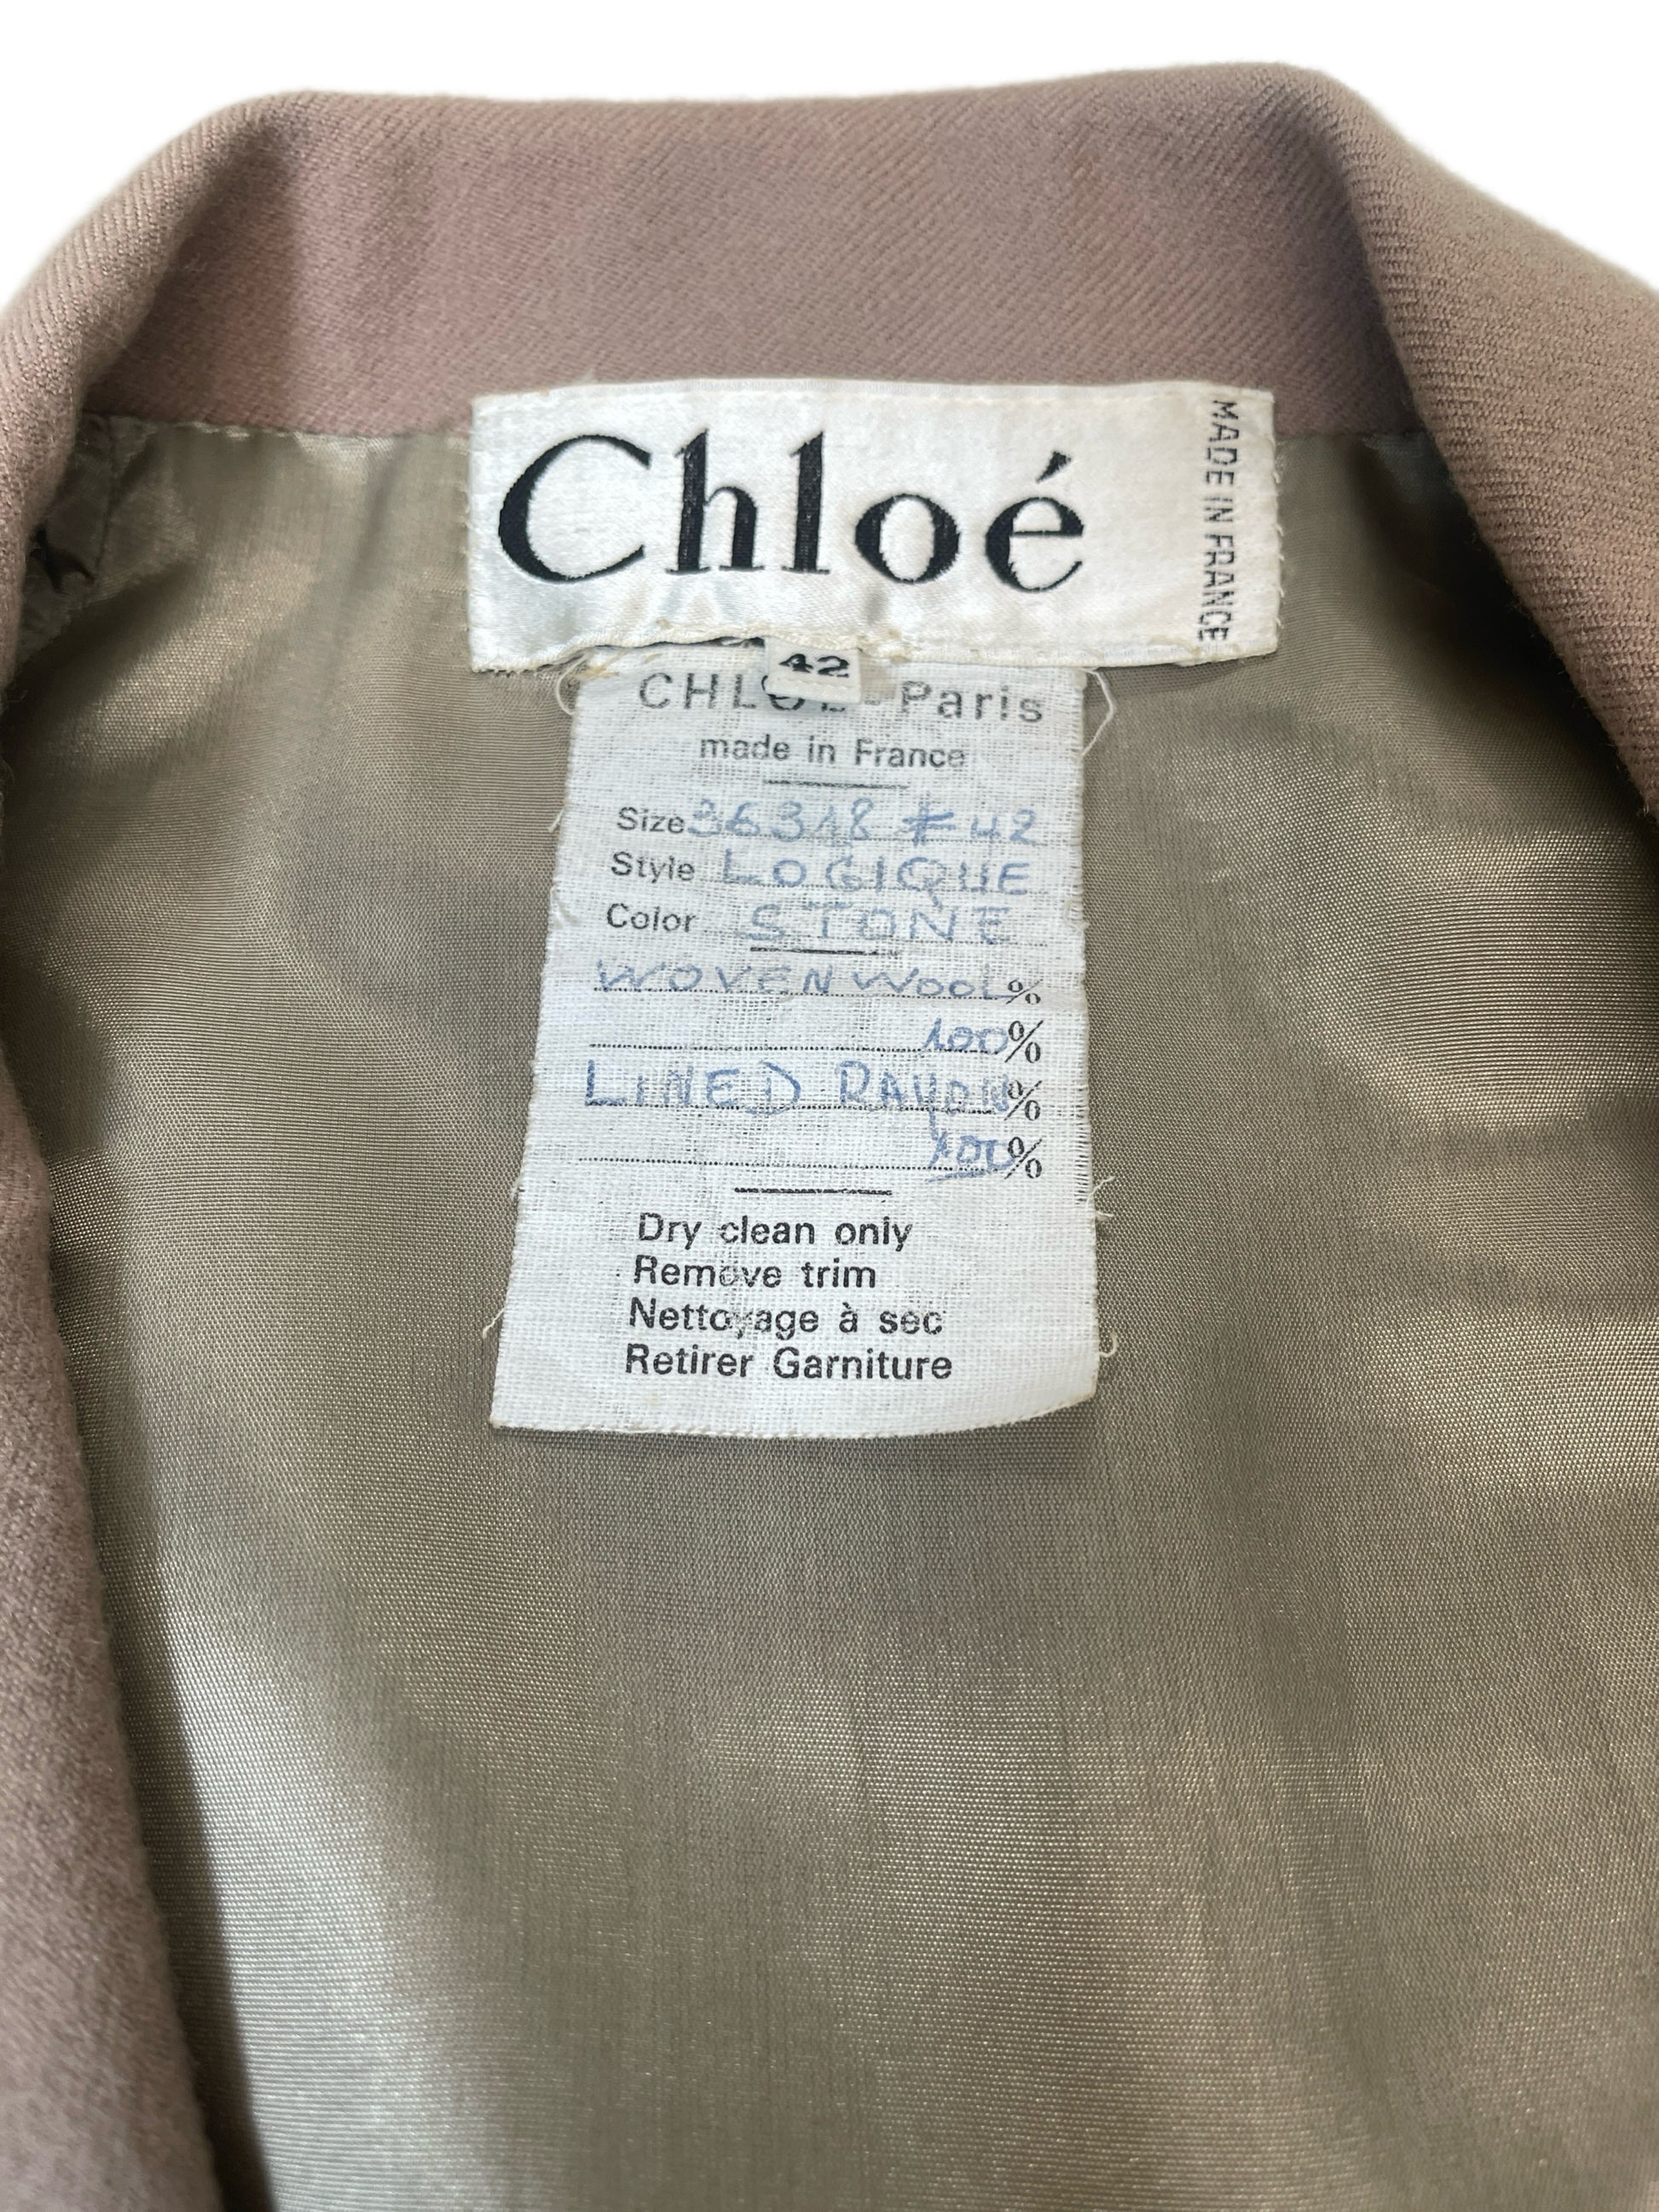 Chloé
MADE IN FRANCE
42
CHLOE-Paris
made in France
Size 36318 # 42
Style LOGIQUE
Color STONE
WOVEN WOOL %
100%
LINED RAYON %
100%
Dry clean only
Remove trim
Nettoyage à sec
Retirer Garniture